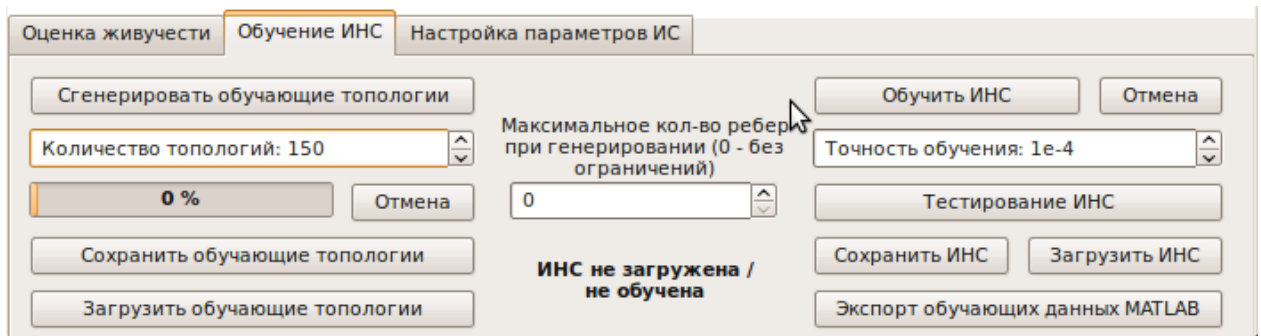 Оценка живучести Обучение ИНС Настройка параметров ИС
Сгенерировать обучающие топологии
Количество топологий: 150
0 % Отмена
Сохранить обучающие топологии
Загрузить обучающие топологии
Максимальное кол-во ребер
при генерировании (0 - без
ограничений)
0
ИНС не загружена /
не обучена
Обучить ИНС Отмена
Точность обучения: 1e-4
Тестирование ИНС
Сохранить ИНС Загрузить ИНС
Экспорт обучающих данных MATLAB